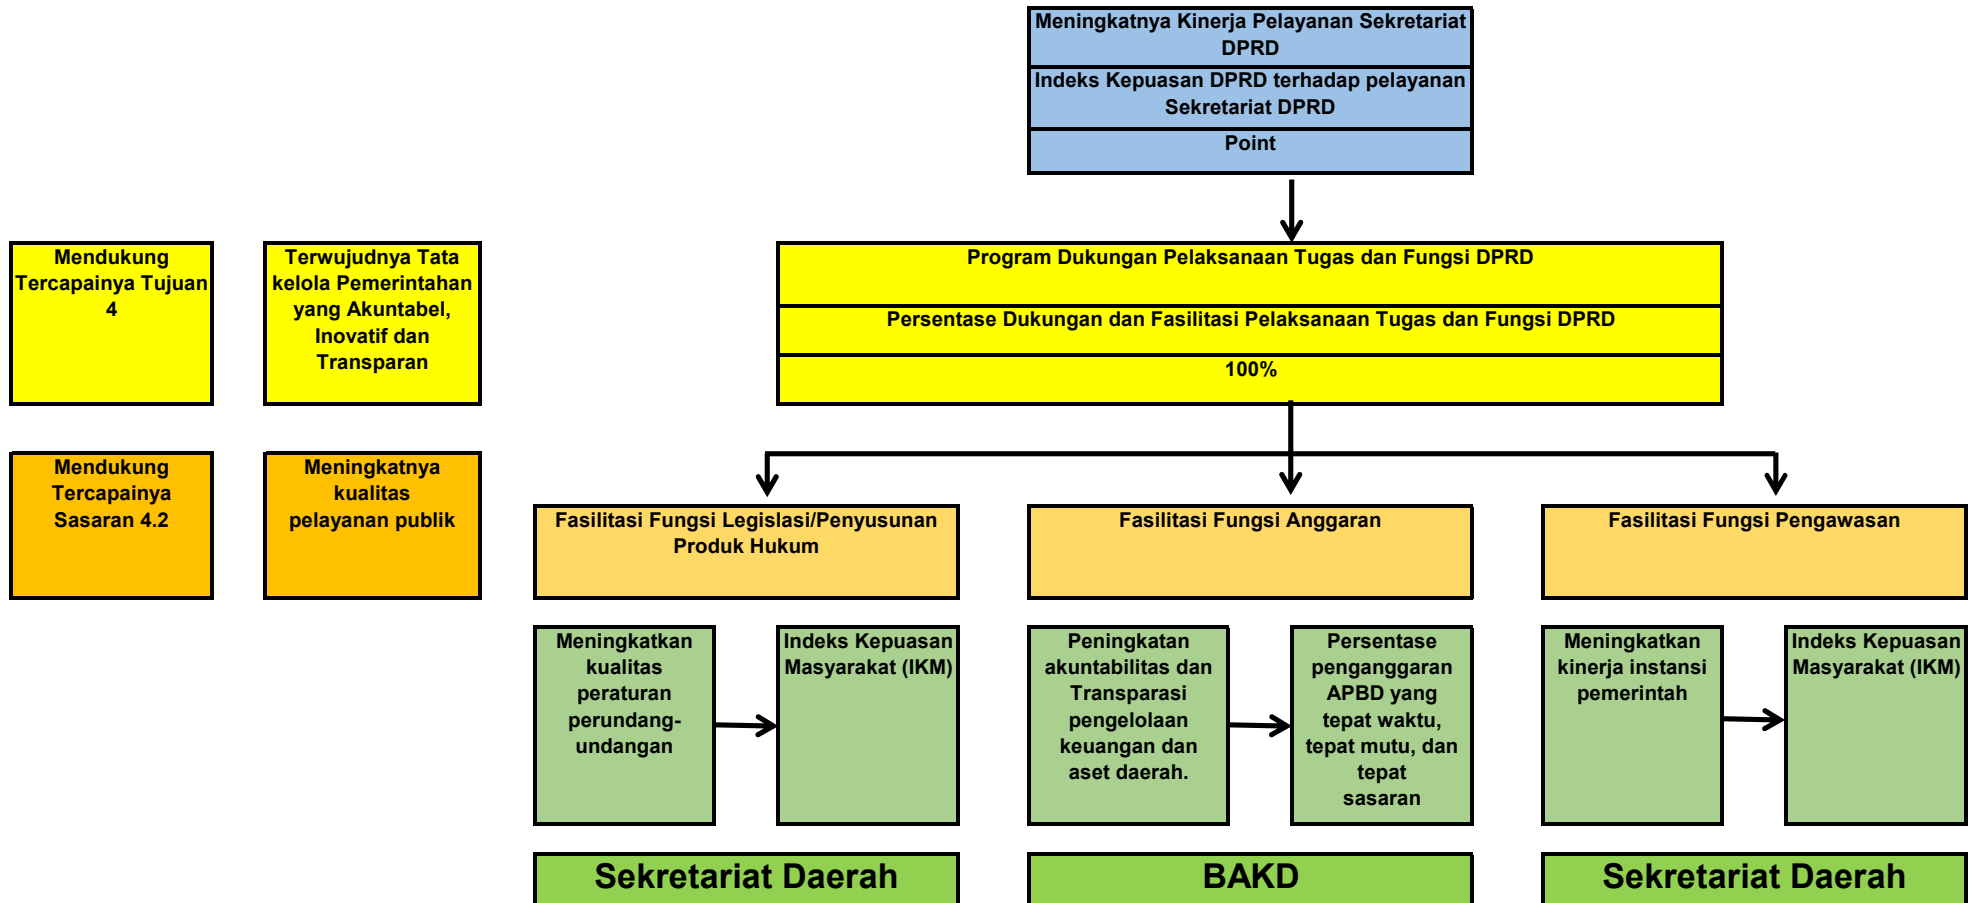 Meningkatnya Kinerja Pelayanan Sekretariat
DPRD
Indeks Kepuasan DPRD terhadap pelayanan
Sekretariat DPRD
Point
Mendukung
Tercapainya Tujuan
4
Terwujudnya Tata
kelola Pemerintahan
yang Akuntabel,
Inovatif dan
Transparan
Program Dukungan Pelaksanaan Tugas dan Fungsi DPRD
Persentase Dukungan dan Fasilitasi Pelaksanaan Tugas dan Fungsi DPRD
100%
Mendukung
Tercapainya
Sasaran 4.2
Meningkatnya
kualitas
pelayanan publik
Fasilitasi Fungsi Legislasi/Penyusunan
Produk Hukum
Fasilitasi Fungsi Anggaran
Fasilitasi Fungsi Pengawasan
Meningkatkan
kualitas
peraturan
perundang-
undangan
Indeks Kepuasan
Masyarakat (IKM)
Peningkatan
akuntabilitas dan
Transparasi
pengelolaan
keuangan dan
aset daerah.
Persentase
penganggaran
APBD yang
tepat waktu,
tepat mutu, dan
tepat
sasaran
Meningkatkan
kinerja instansi
pemerintah
Indeks Kepuasan
Masyarakat (IKM)
Sekretariat Daerah
BAKD
Sekretariat Daerah